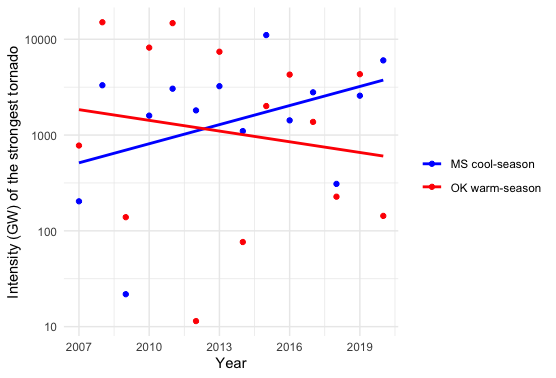 Intensity (GW) of the strongest tornado
10000
1000
100
10
2007 2010 2013 2016 2019
Year
MS cool-season
OK warm-season